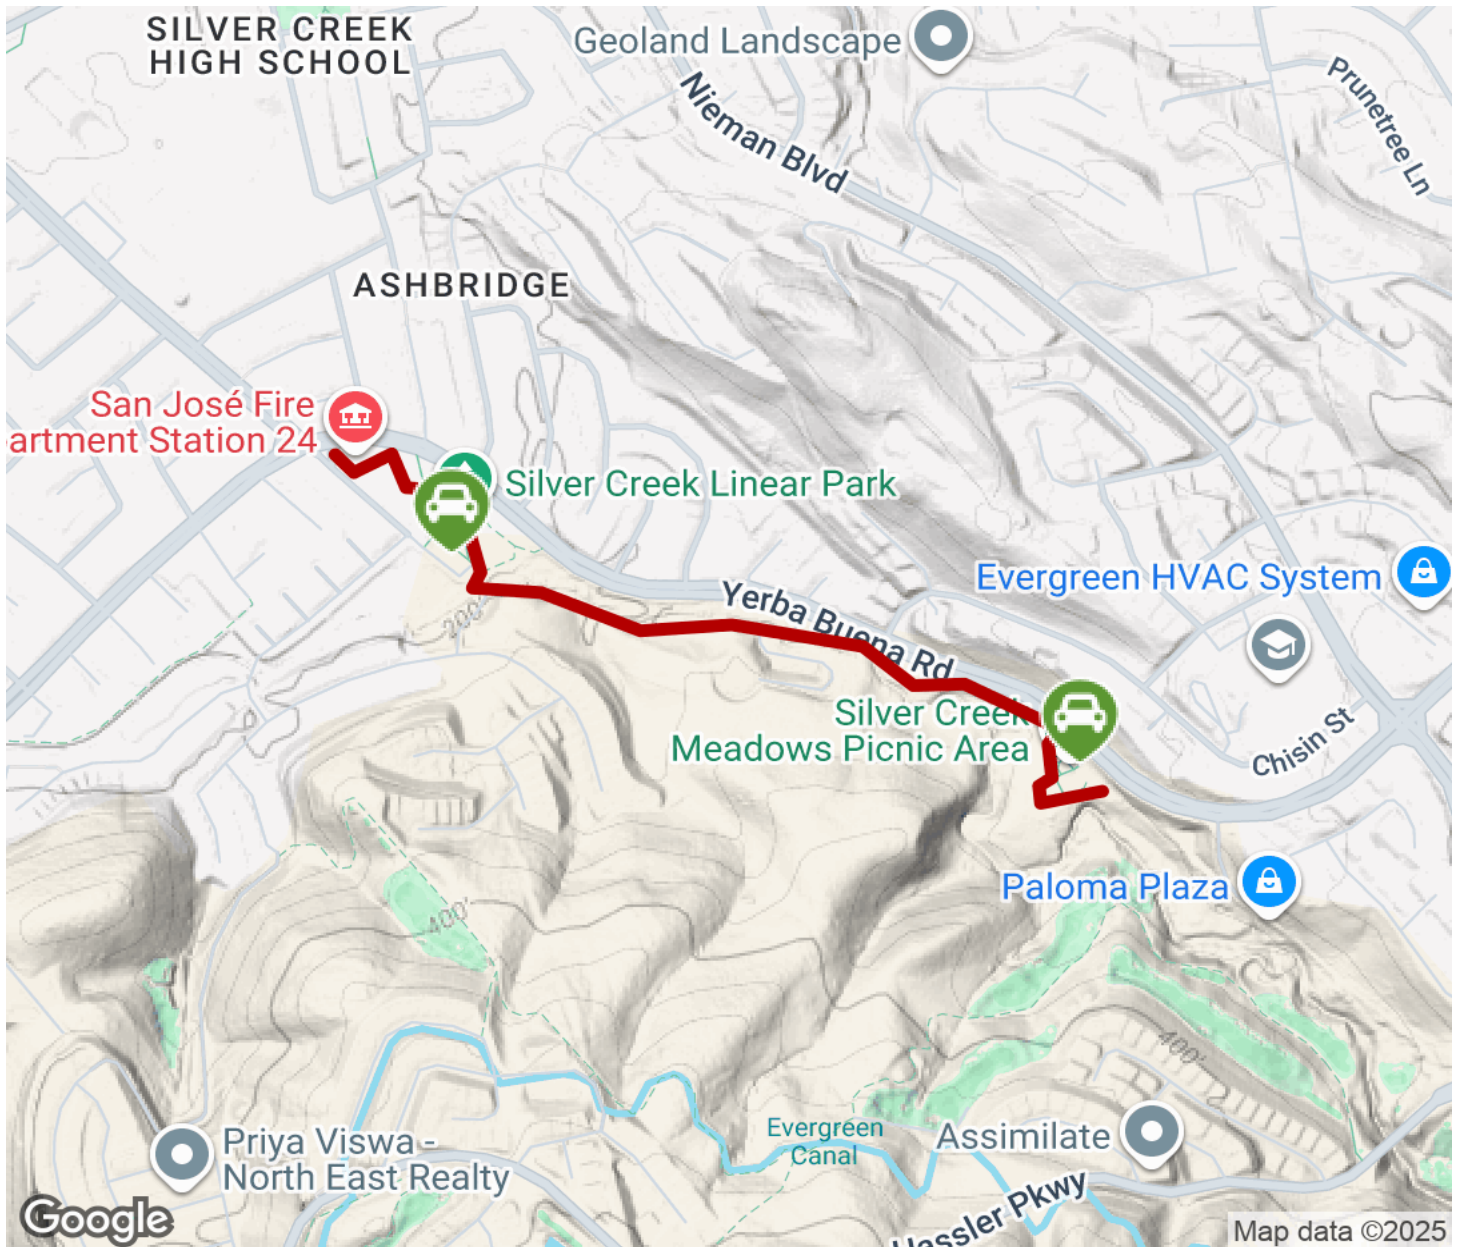 SILVER CREEK
HIGH SCHOOL
Geoland Landscape
Nieman Blvd
Prunetree Ln
ASHBRIDGE
San José Fire
artment Station 24
Silver Creek Linear Park
Evergreen HVAC System
Yerba Buena Rd
200'
Silver Creek
Meadows Picnic Area
Chisin St
Paloma Plaza
400'
400'
Evergreen
Canal
Assimilate
Priya Viswa -
North East Realty
Hassler Pkwy
Google
Map data ©2025